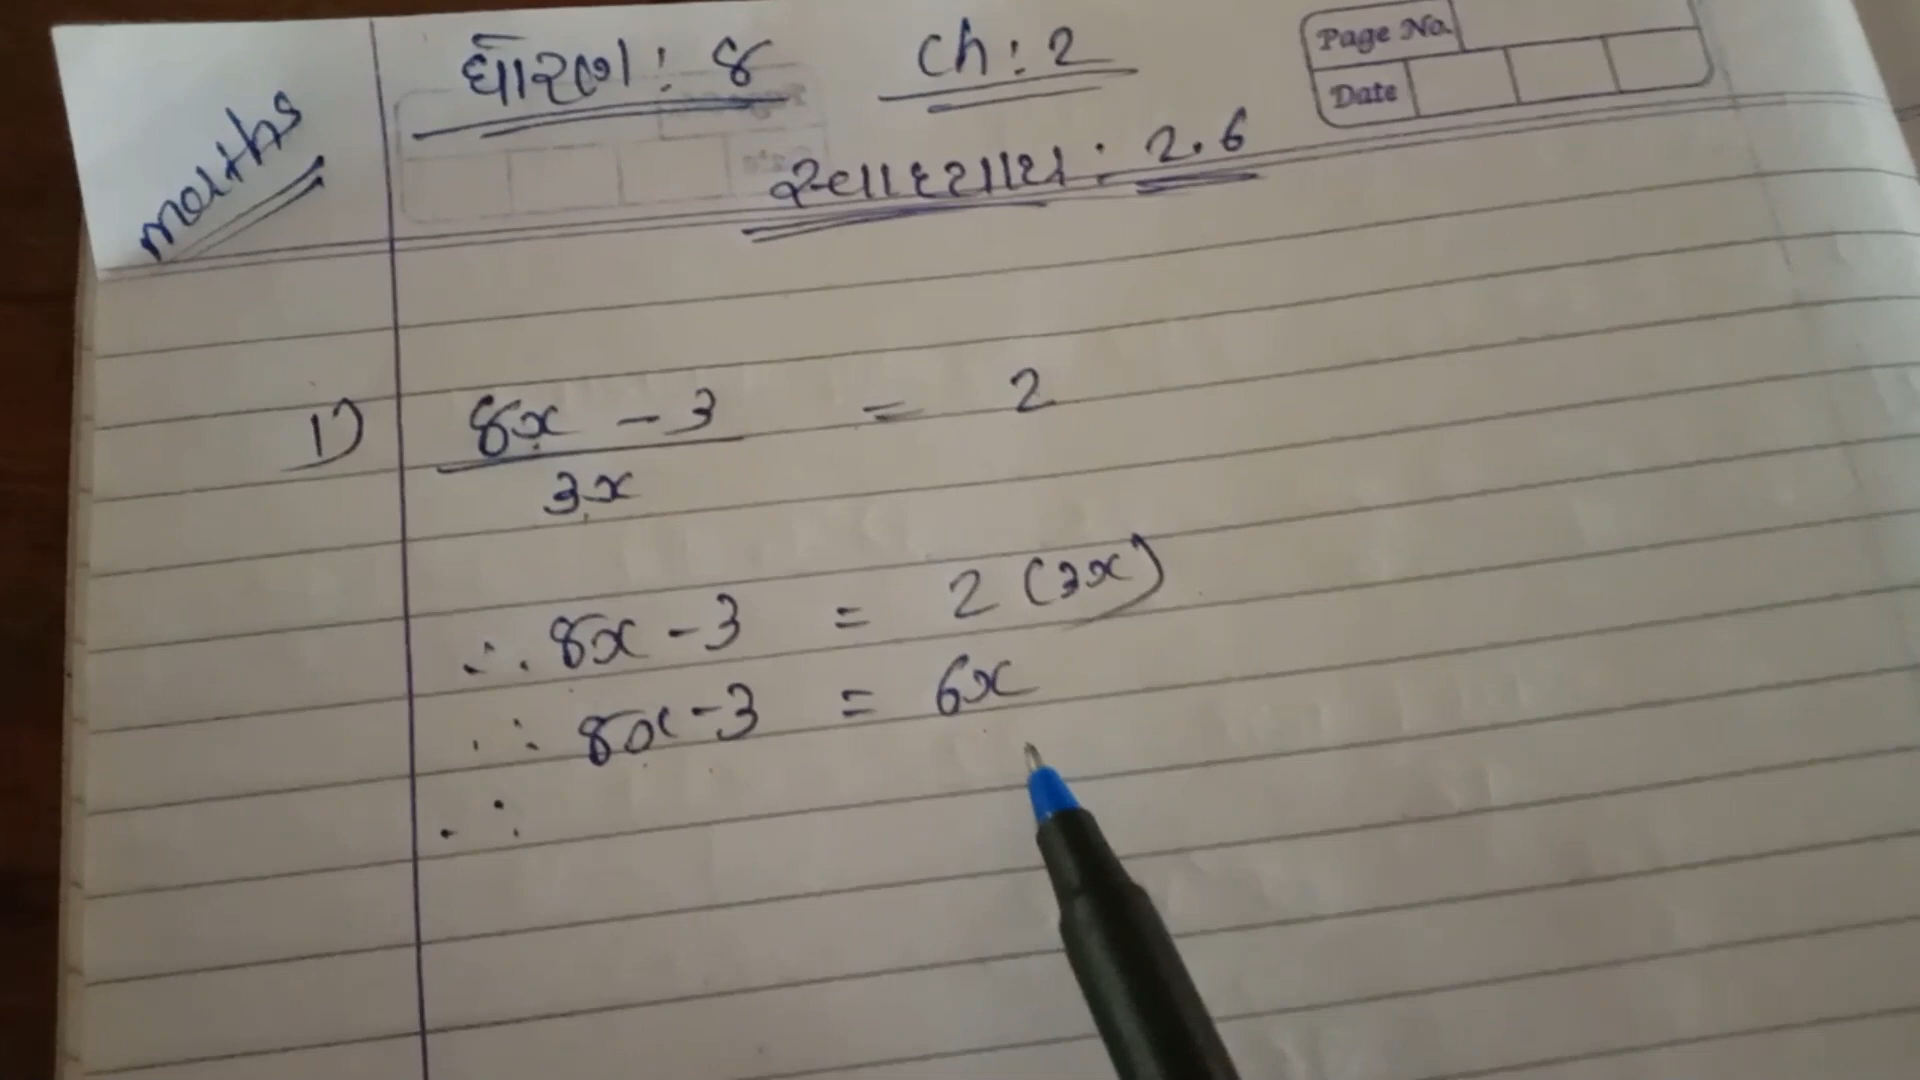 maths
ધોરણ : 8 ch : 2
Page No.
Date
સ્વાધ્યાય : 2.6
1) 8x - 3 / 3x = 2
∴ 8x - 3 = 2 (3x)
∴ 8x - 3 = 6x
∴